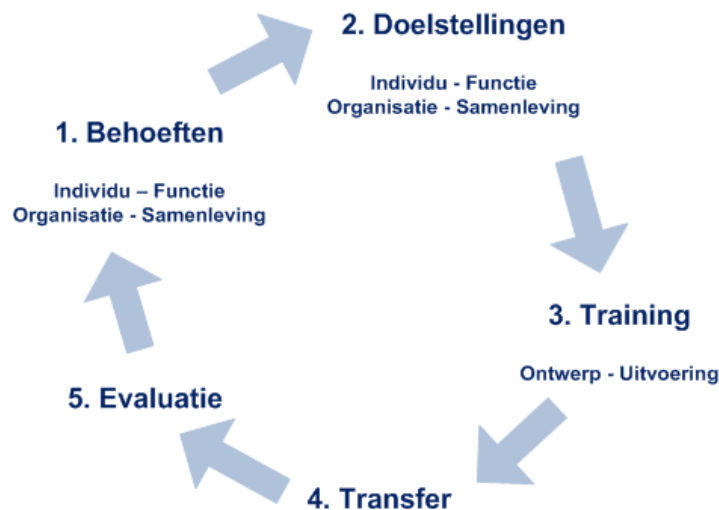 2. Doelstellingen
Individu - Functie
Organisatie - Samenleving
1. Behoeften
Individu – Functie
Organisatie - Samenleving
3. Training
Ontwerp - Uitvoering
5. Evaluatie
4. Transfer